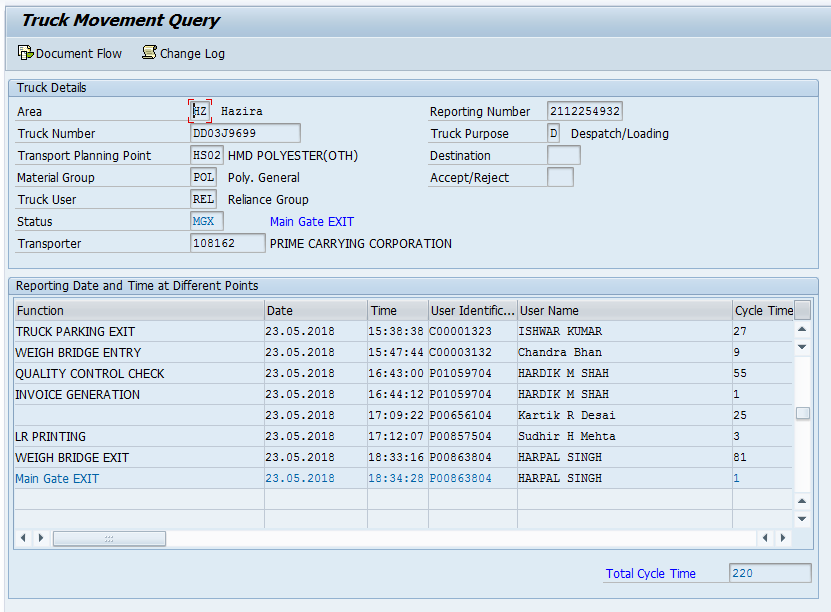 Truck Movement Query
Document Flow Change Log
Truck Details
Area HZ Hazira Reporting Number 2112254932
Truck Number DD03J9699 Truck Purpose D Despatch/Loading
Transport Planning Point HS02 HMD POLYESTER(OTH) Destination
Material Group POL Poly. General Accept/Reject
Truck User REL Reliance Group
Status MGX Main Gate EXIT
Transporter 108162 PRIME CARRYING CORPORATION
Reporting Date and Time at Different Points
Function Date Time User Identific... User Name Cycle Time
TRUCK PARKING EXIT 23.05.2018 15:38:38 C00001323 ISHWAR KUMAR 27
WEIGH BRIDGE ENTRY 23.05.2018 15:47:44 C00003132 Chandra Bhan 9
QUALITY CONTROL CHECK 23.05.2018 16:43:00 P01059704 HARDIK M SHAH 55
INVOICE GENERATION 23.05.2018 16:44:12 P01059704 HARDIK M SHAH 1
23.05.2018 17:09:22 P00656104 Kartik R Desai 25
LR PRINTING 23.05.2018 17:12:07 P00857504 Sudhir H Mehta 3
WEIGH BRIDGE EXIT 23.05.2018 18:33:16 P00863804 HARPAL SINGH 81
Main Gate EXIT 23.05.2018 18:34:28 P00863804 HARPAL SINGH 1
Total Cycle Time 220